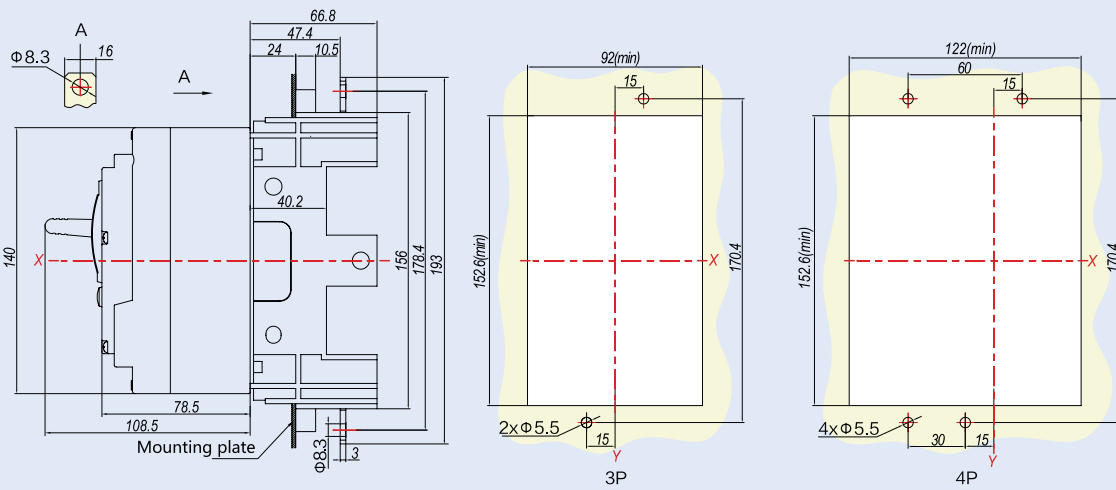 A
Φ8.3
16
A
66.8
47.4
24
10.5
40.2
140
X
156
178.4
193
78.5
108.5
Mounting plate
Φ8.3
3
92(min)
15
152.6(min)
X
170.4
2xΦ5.5
15
Y
3P
122(min)
60
15
152.6(min)
X
170.4
4xΦ5.5
30
15
Y
4P